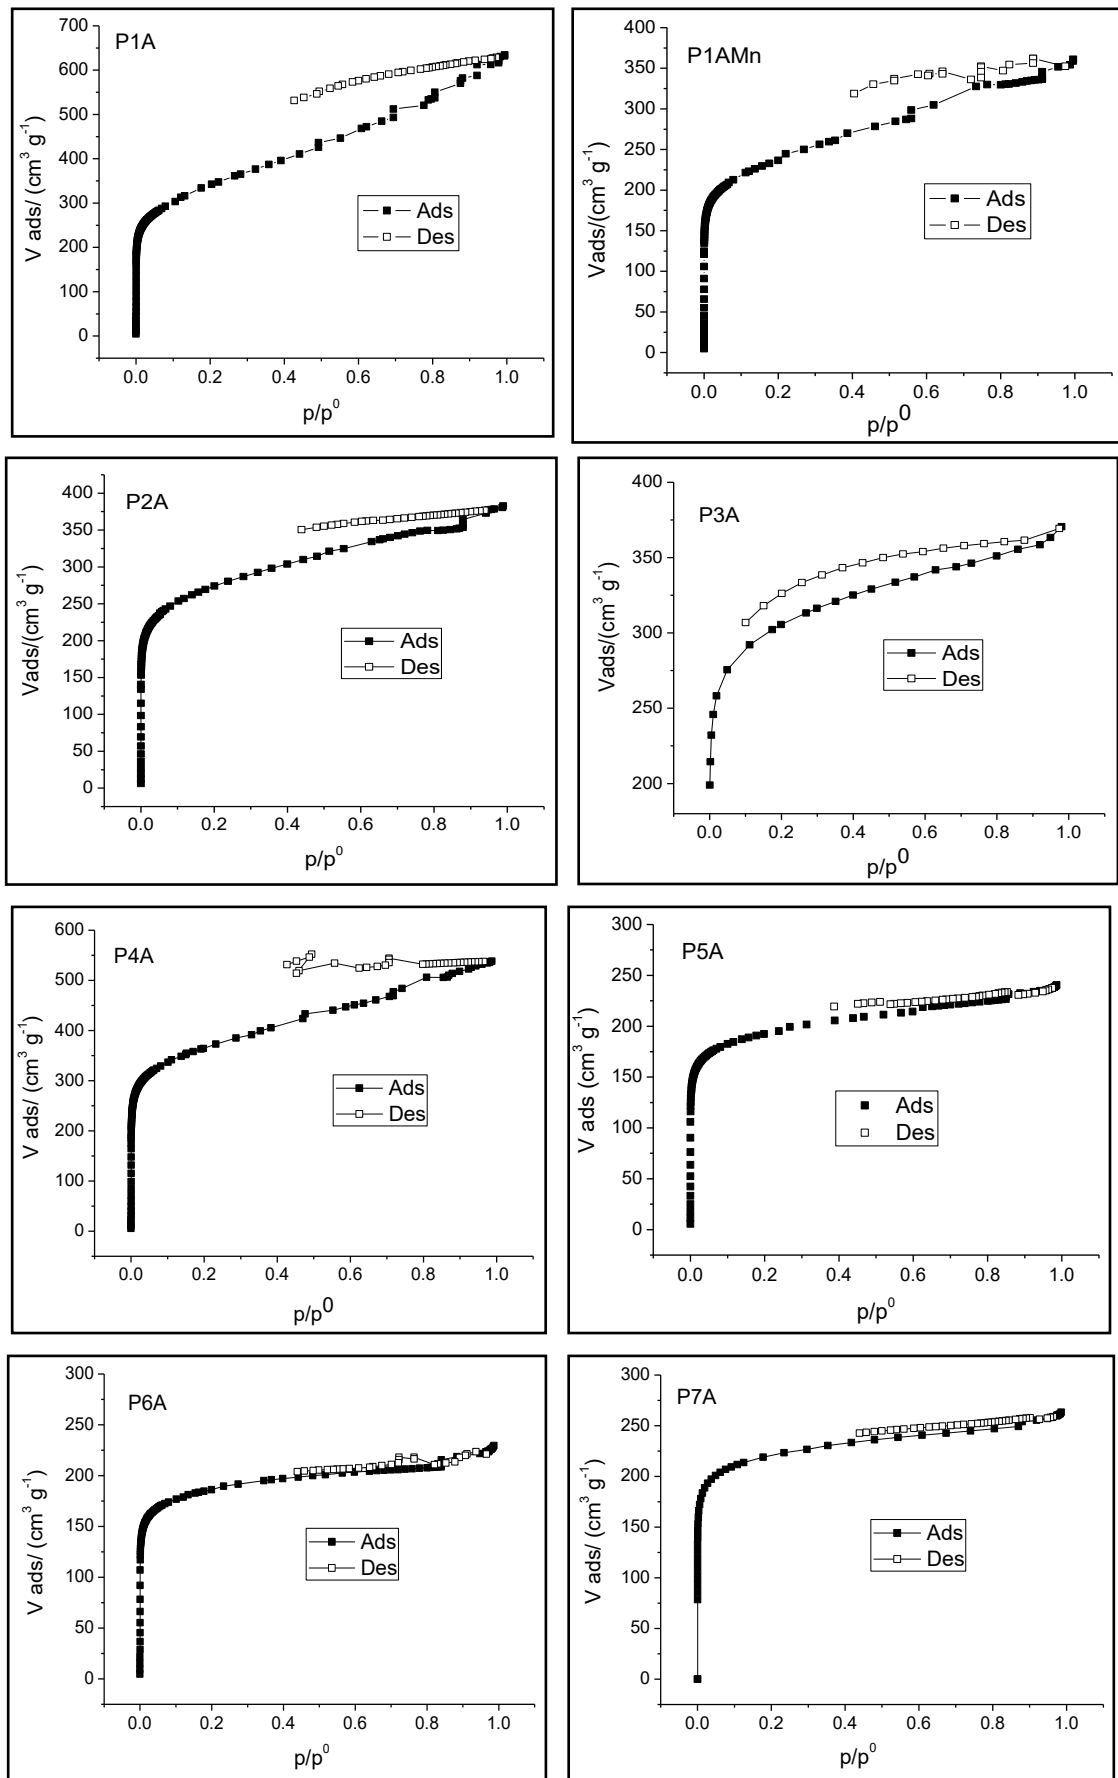 P1A
V ads/ (cm³ g⁻¹)
700
600
500
400
300
200
100
0
Ads
Des
0.0 0.2 0.4 0.6 0.8 1.0
p/p⁰
P1AMn
Vads/(cm³ g⁻¹)
400
350
300
250
200
150
100
50
0
Ads
Des
0.0 0.2 0.4 0.6 0.8 1.0
p/p⁰
P2A
Vads/(cm³ g⁻¹)
400
350
300
250
200
150
100
50
0
Ads
Des
0.0 0.2 0.4 0.6 0.8 1.0
p/p⁰
P3A
Vads/(cm³ g⁻¹)
400
350
300
250
200
Ads
Des
0.0 0.2 0.4 0.6 0.8 1.0
p/p⁰
P4A
V ads/ (cm³ g⁻¹)
600
500
400
300
200
100
0
Ads
Des
0.0 0.2 0.4 0.6 0.8 1.0
p/p⁰
P5A
V ads (cm³ g⁻¹)
300
250
200
150
100
50
0
Ads
Des
0.0 0.2 0.4 0.6 0.8 1.0
p/p⁰
P6A
V ads/ (cm³ g⁻¹)
300
250
200
150
100
50
0
Ads
Des
0.0 0.2 0.4 0.6 0.8 1.0
p/p⁰
P7A
V ads/ (cm³ g⁻¹)
300
250
200
150
100
50
0
Ads
Des
0.0 0.2 0.4 0.6 0.8 1.0
p/p⁰